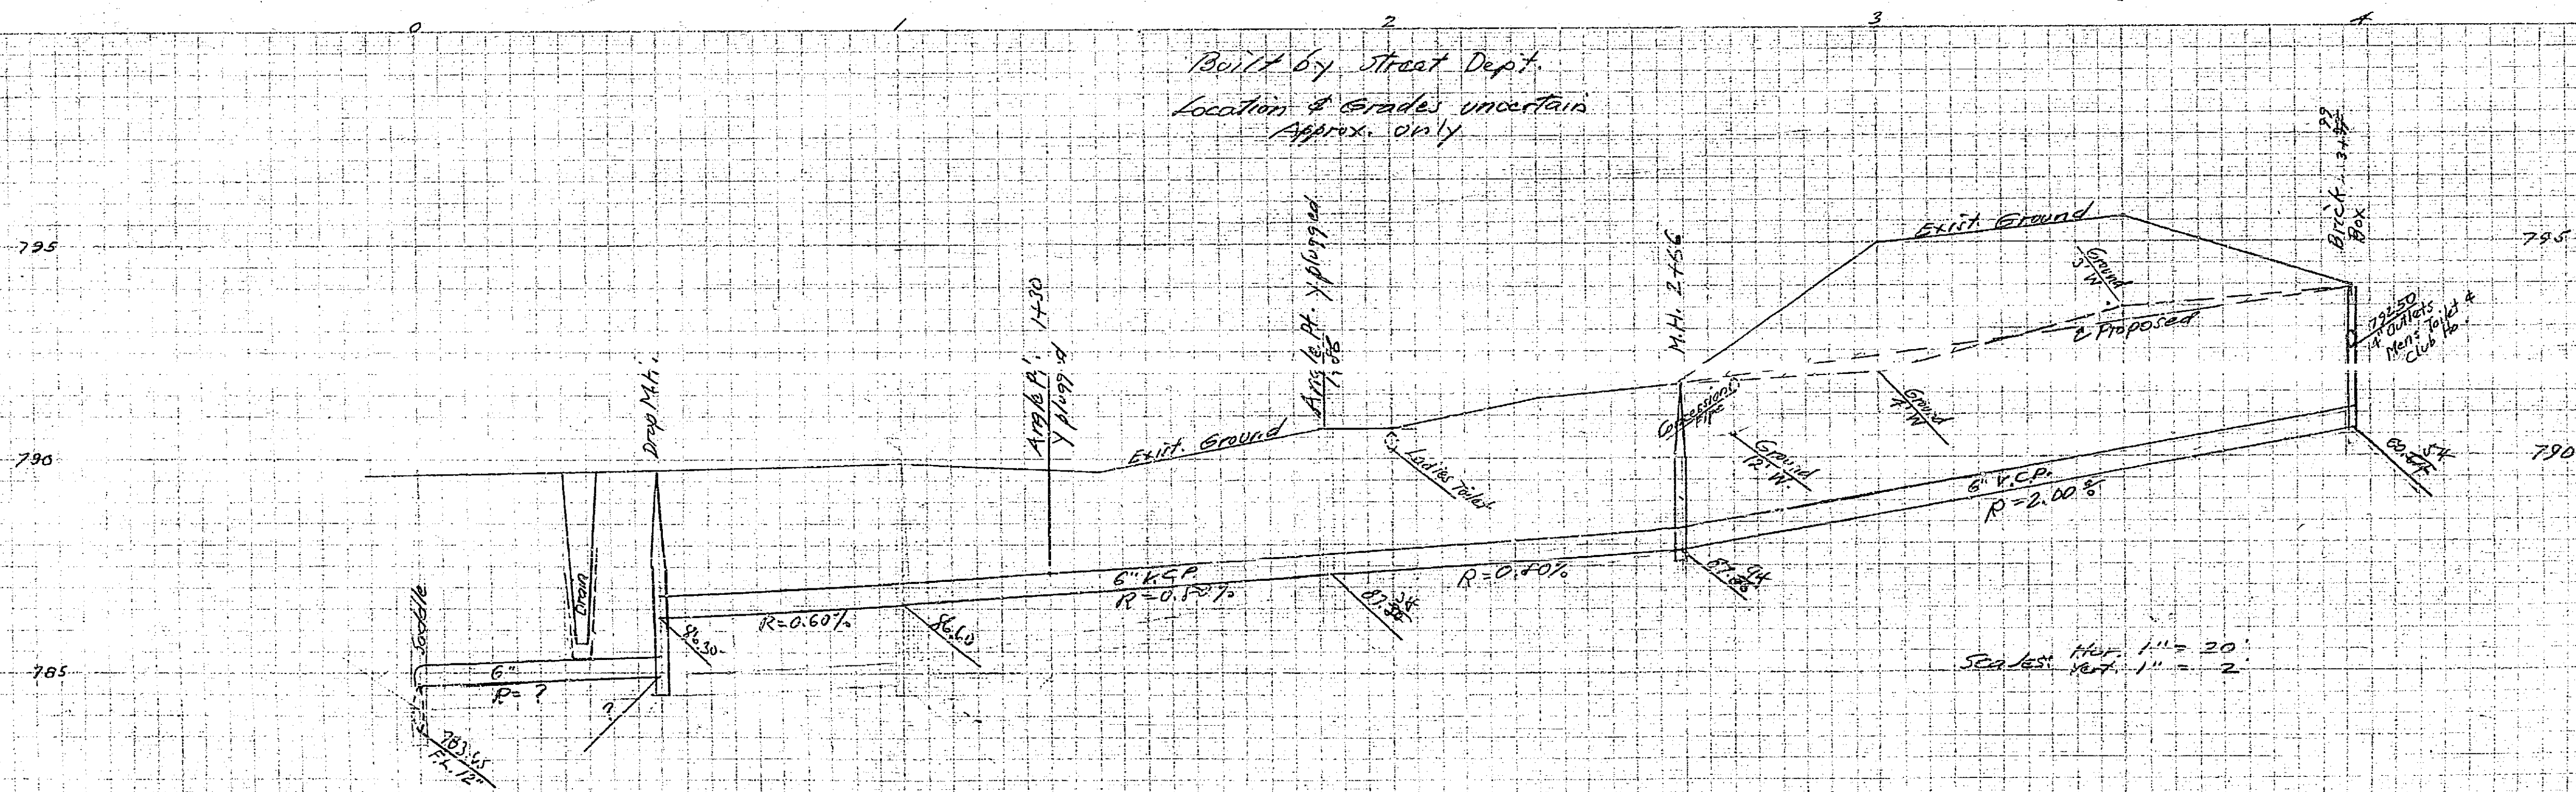 0 1 2 3 4
Built by Street Dept.
Location & Grades uncertain
Approx. only
795
795
790
790
785
Saddle
6"
R= ?
783.65
F.L. 12"
?
Drain
Drop M.H.
86.30
R=0.60%
86.60
Angle Pt. 1+30
Y plugged
6" V.C.P.
R=0.80%
Exist. Ground
Angle Pt. Y plugged
Ladies Toilet
R=0.80%
M.H. 2+56
Concession
Pipe
Ground
12' W.
Ground
7' W
Exist. Ground
Ground
3' W
¢ Proposed
6" V.C.P.
R=2.00%
Brick
Box
792.50
4" Outlets
Mens Toilet &
Club Ho.
Scales: Hor. 1" = 20'
Vert. 1" = 2'